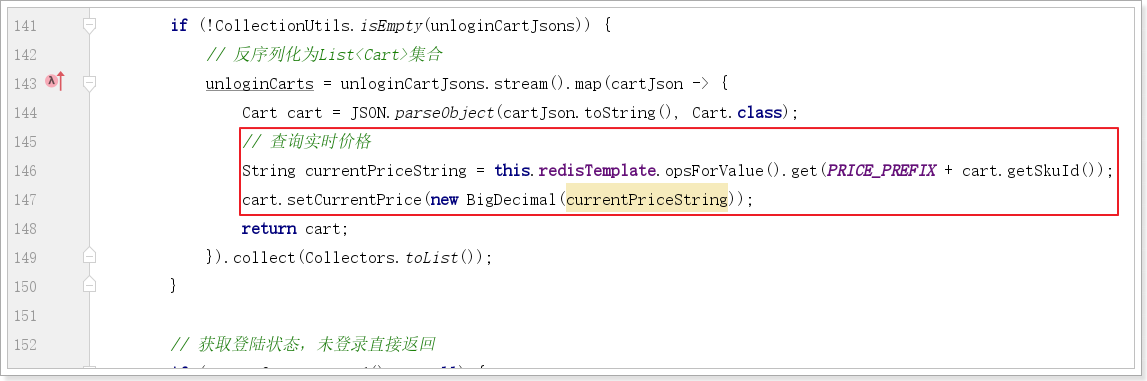 141 if (!CollectionUtils.isEmpty(unloginCartJsons)) {
142 // 反序列化为List<Cart>集合
143 unloginCarts = unloginCartJsons.stream().map(cartJson -> {
144 Cart cart = JSON.parseObject(cartJson.toString(), Cart.class);
145 // 查询实时价格
146 String currentPriceString = this.redisTemplate.opsForValue().get(PRICE_PREFIX + cart.getSkuId());
147 cart.setCurrentPrice(new BigDecimal(currentPriceString));
148 return cart;
149 }).collect(Collectors.toList());
150 }
151
152 // 获取登陆状态，未登录直接返回